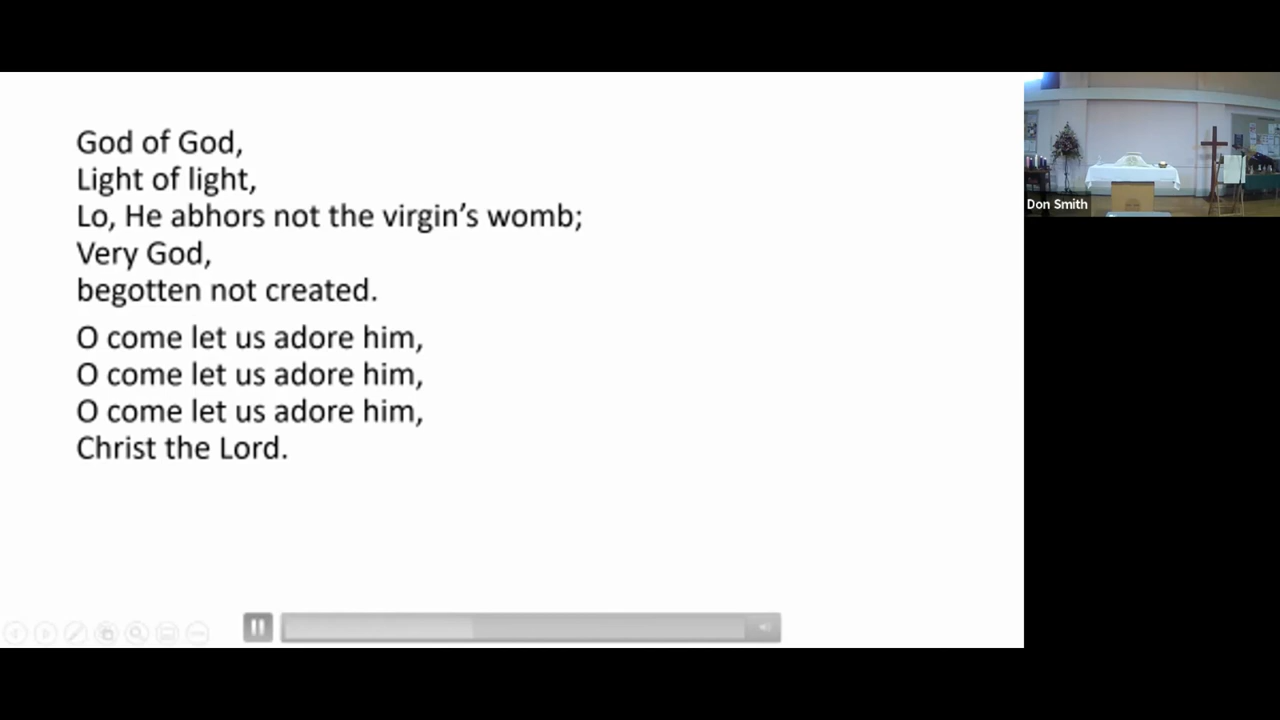 God of God,
Light of light,
Lo, He abhors not the virgin’s womb;
Very God,
begotten not created.
O come let us adore him,
O come let us adore him,
O come let us adore him,
Christ the Lord.
Don Smith